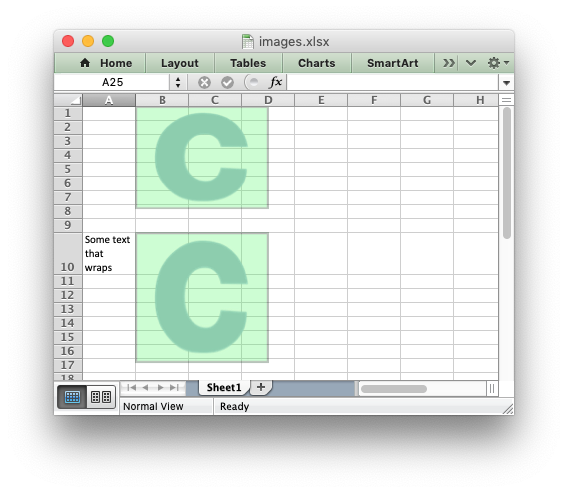 images.xlsx
Home Layout Tables Charts SmartArt
A25 fx
A B C D E F G H
1
2
3
4
5
6
7
8
9
10
11
12
13
14
15
16
17
18
Some text
that
wraps
C
C
Sheet1
Normal View Ready